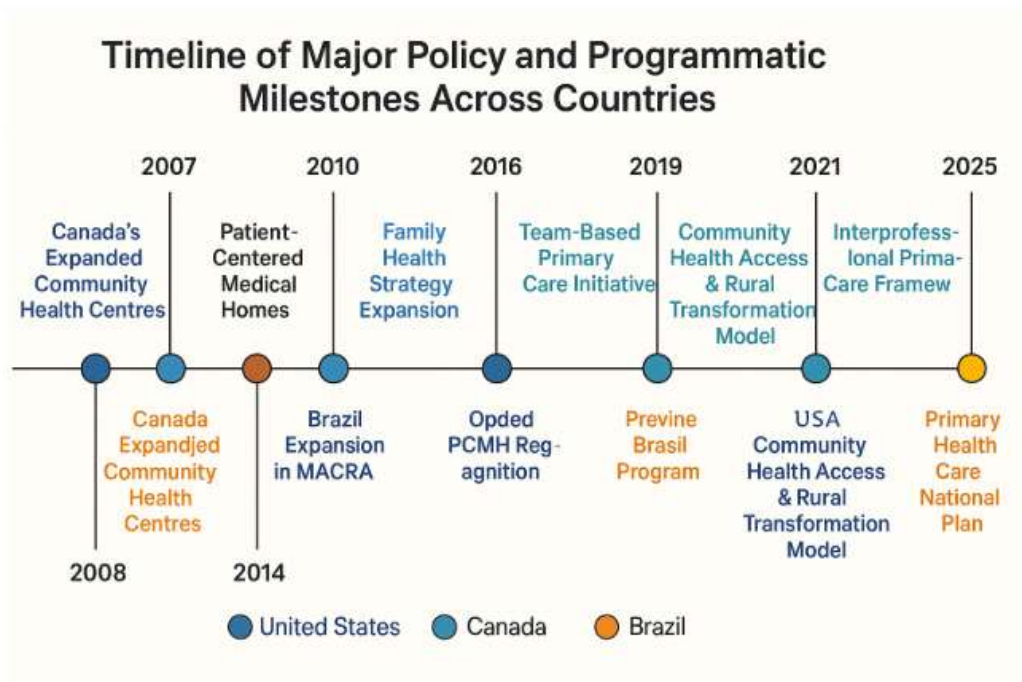 Timeline of Major Policy and Programmatic
Milestones Across Countries
2007
2010
2016
2019
2021
2025
Canada's
Expanded
Community
Health Centres
Patient-
Centered
Medical
Homes
Family
Health
Strategy
Expansion
Team-Based
Primary
Care Initiative
Community
Health Access
& Rural
Transformation
Model
Interprofess-
ional Prima-
Care Framew
Canada
Expandjed
Community
Health
Centres
Brazil
Expansion
in MACRA
Opded
PCMH Reg-
agnition
Previne
Brasil
Program
USA
Community
Health Access
& Rural
Transformation
Model
Primary
Health
Care
National
Plan
2008
2014
United States
Canada
Brazil